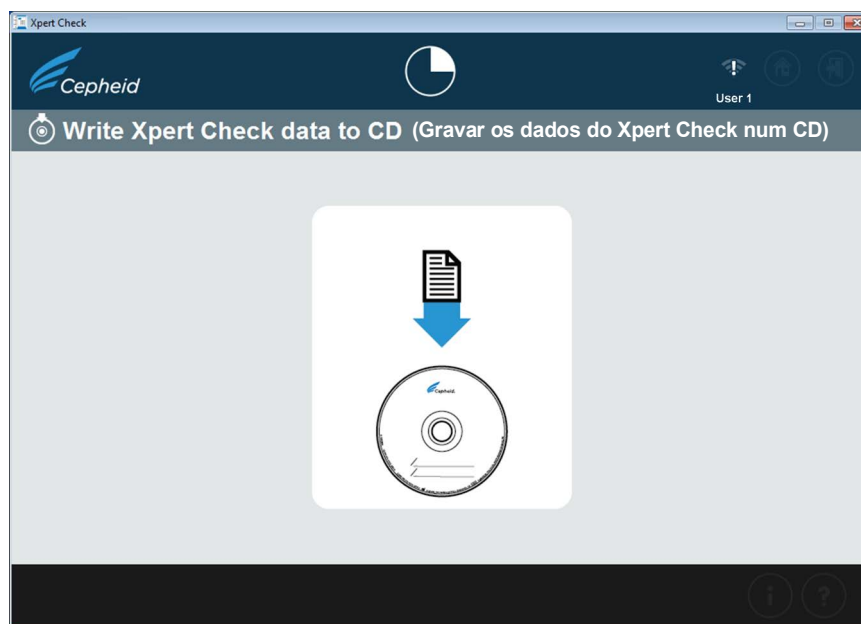 Xpert Check
Cepheid
User 1
Write Xpert Check data to CD (Gravar os dados do Xpert Check num CD)
Cepheid